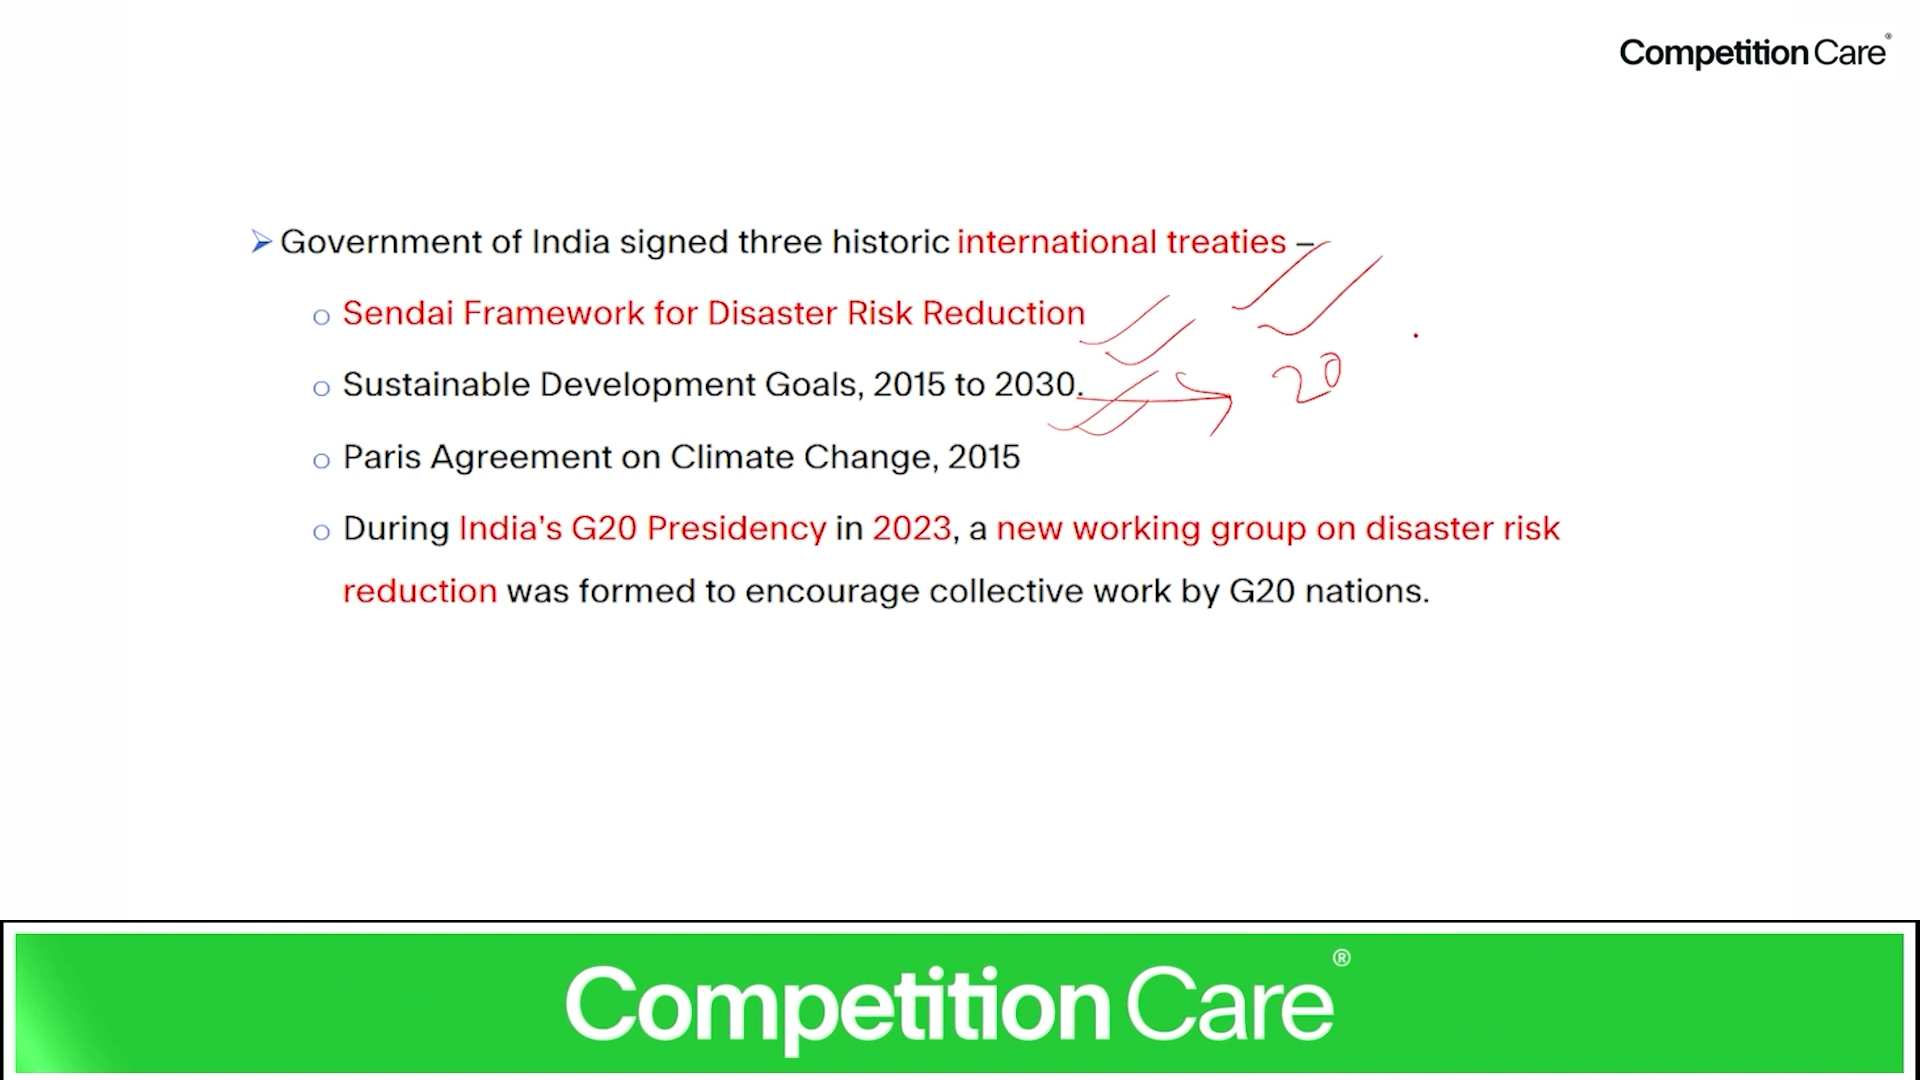 Competition Care®
➢ Government of India signed three historic international treaties –
o Sendai Framework for Disaster Risk Reduction
o Sustainable Development Goals, 2015 to 2030.
20
o Paris Agreement on Climate Change, 2015
o During India’s G20 Presidency in 2023, a new working group on disaster risk
reduction was formed to encourage collective work by G20 nations.
Competition Care®